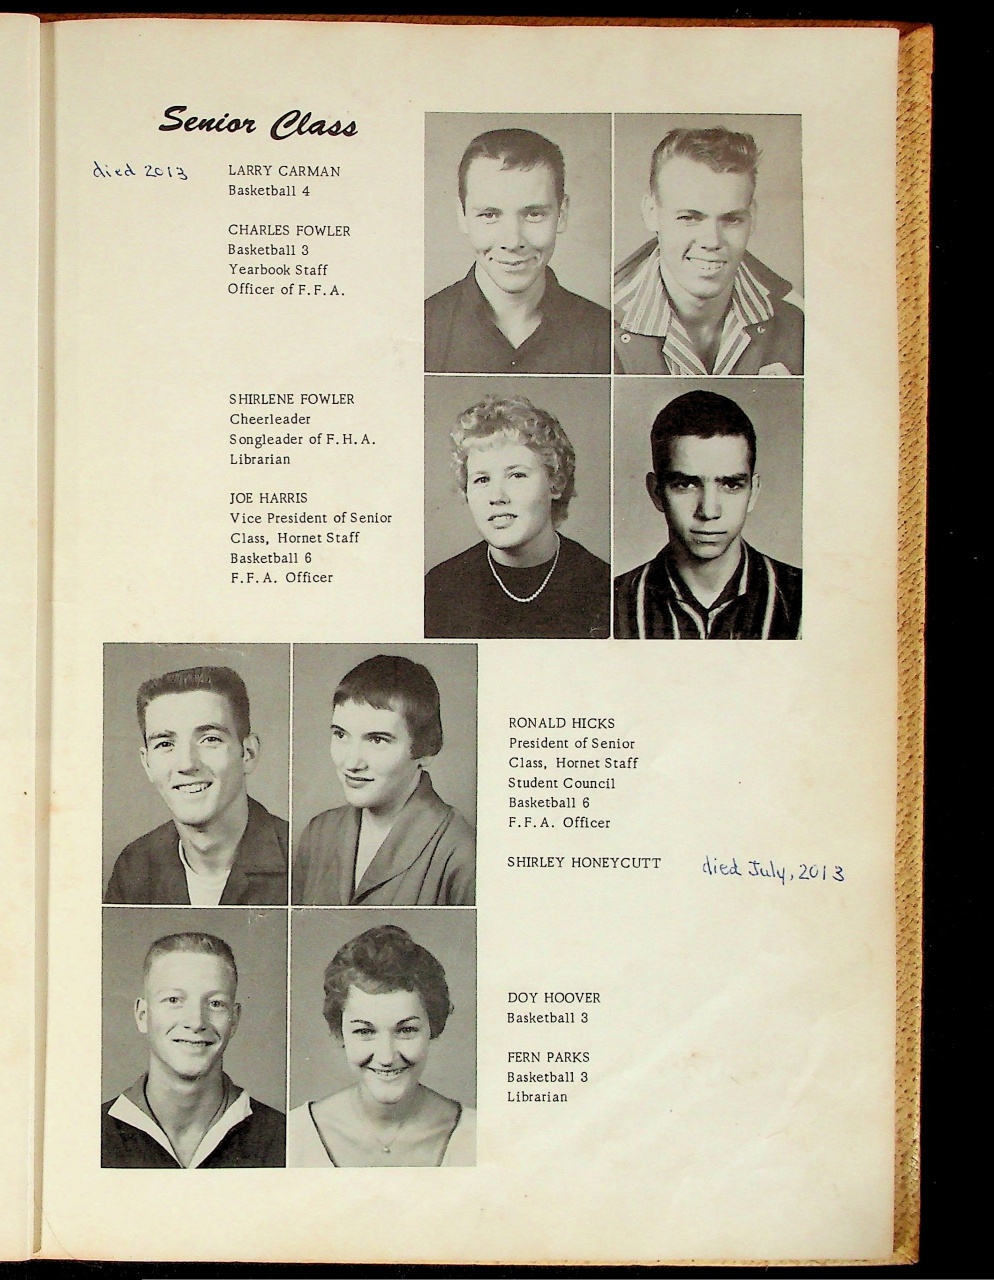 Senior Class
died 2013
LARRY CARMAN
Basketball 4
CHARLES FOWLER
Basketball 3
Yearbook Staff
Officer of F.F.A.
SHIRLENE FOWLER
Cheerleader
Songleader of F.H.A.
Librarian
JOE HARRIS
Vice President of Senior
Class, Hornet Staff
Basketball 6
F.F.A. Officer
RONALD HICKS
President of Senior
Class, Hornet Staff
Student Council
Basketball 6
F.F.A. Officer
SHIRLEY HONEYCUTT
died July, 2013
DOY HOOVER
Basketball 3
FERN PARKS
Basketball 3
Librarian